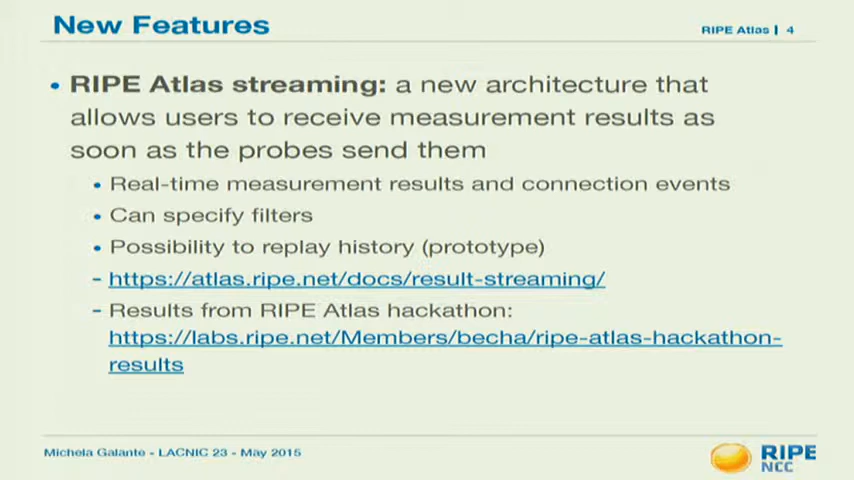 New Features
RIPE Atlas | 4
• RIPE Atlas streaming: a new architecture that
allows users to receive measurement results as
soon as the probes send them
• Real-time measurement results and connection events
• Can specify filters
• Possibility to replay history (prototype)
- https://atlas.ripe.net/docs/result-streaming/
- Results from RIPE Atlas hackathon:
https://labs.ripe.net/Members/becha/ripe-atlas-hackathon-
results
Michela Galante - LACNIC 23 - May 2015
RIPE
NCC